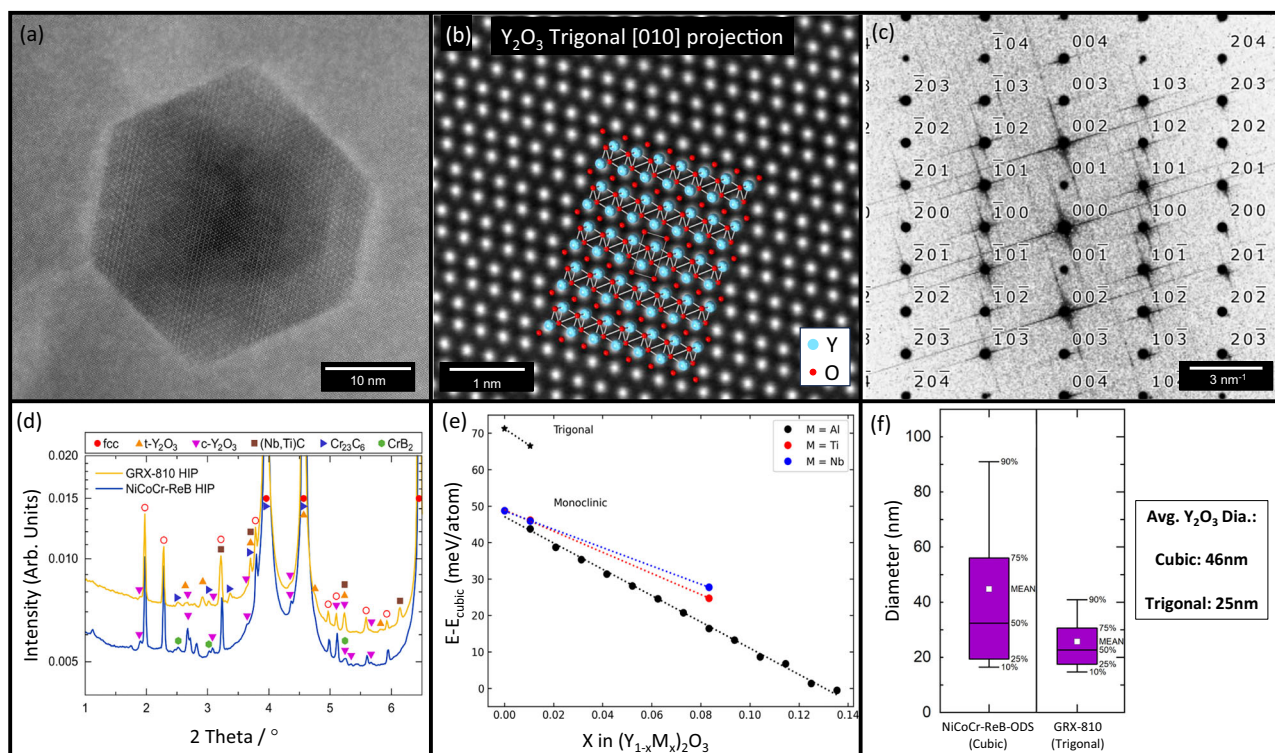 (a)
10 nm
(b)
Y₂O₃ Trigonal [010] projection
Y
O
1 nm
(c)
1̄04 004 204
2̄03 1̄03 003 103 203
2̄02 1̄02 002 102 202
2̄01 1̄01 001 101 201
2̄00 1̄00 000 100 200
2̄01̄ 1̄01̄ 001̄ 101̄ 201̄
2̄02̄ 1̄02̄ 002̄ 102̄ 202̄
2̄03̄ 1̄03̄ 003̄ 103̄ 203̄
2̄04̄ 004̄
3 nm⁻¹
(d)
fcc t-Y₂O₃ c-Y₂O₃ (Nb,Ti)C Cr₂₃C₆ CrB₂
GRX-810 HIP
NiCoCr-ReB HIP
Intensity (Arb. Units)
0.020
0.015
0.010
0.005
1 2 3 4 5 6
2 Theta / °
(e)
E-E_Cubic (meV/atom)
70
60
50
40
30
20
10
0
Trigonal
Monoclinic
M = Al
M = Ti
M = Nb
0.00 0.02 0.04 0.06 0.08 0.10 0.12 0.14
X in (Y₁₋ₓMₓ)₂O₃
(f)
Diameter (nm)
100
80
60
40
20
0
90%
75%
MEAN
50%
25%
10%
90%
75%
MEAN
50%
25%
10%
NiCoCr-ReB-ODS
(Cubic)
GRX-810
(Trigonal)
Avg. Y₂O₃ Dia.:
Cubic: 46nm
Trigonal: 25nm